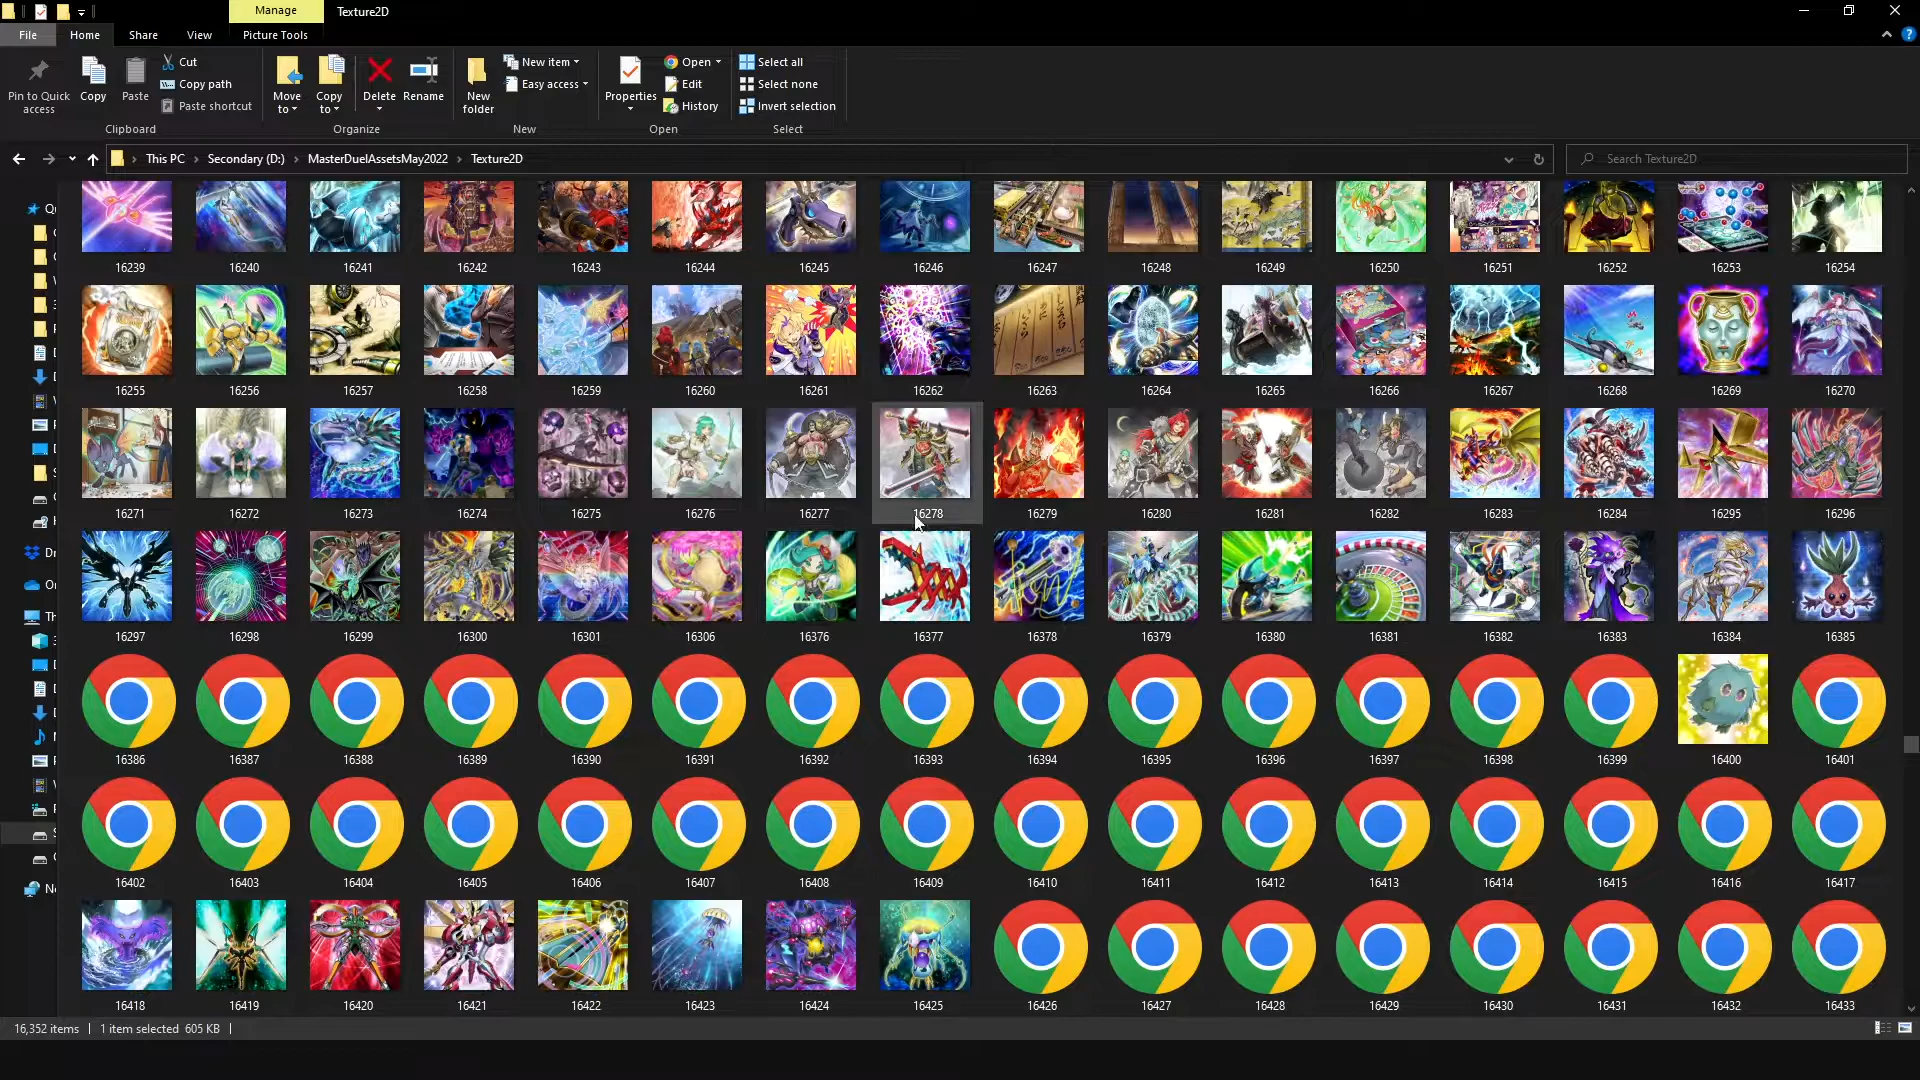 Manage
Texture2D
File
Home
Share
View
Picture Tools
Pin to Quick access
Copy
Paste
Cut
Copy path
Paste shortcut
Clipboard
Move to
Copy to
Delete
Rename
Organize
New folder
New item
Easy access
New
Properties
Open
Edit
History
Open
Select all
Select none
Invert selection
Select
This PC
Secondary (D:)
MasterDuelAssetsMay2022
Texture2D
Search Texture2D
16239 16240 16241 16242 16243 16244 16245 16246 16247 16248 16249 16250 16251 16252 16253 16254
16255 16256 16257 16258 16259 16260 16261 16262 16263 16264 16265 16266 16267 16268 16269 16270
16271 16272 16273 16274 16275 16276 16277 16278 16279 16280 16281 16282 16283 16284 16295 16296
16297 16298 16299 16300 16301 16306 16376 16377 16378 16379 16380 16381 16382 16383 16384 16385
16386 16387 16388 16389 16390 16391 16392 16393 16394 16395 16396 16397 16398 16399 16400 16401
16402 16403 16404 16405 16406 16407 16408 16409 16410 16411 16412 16413 16414 16415 16416 16417
16418 16419 16420 16421 16422 16423 16424 16425 16426 16427 16428 16429 16430 16431 16432 16433
16,352 items
1 item selected 605 KB